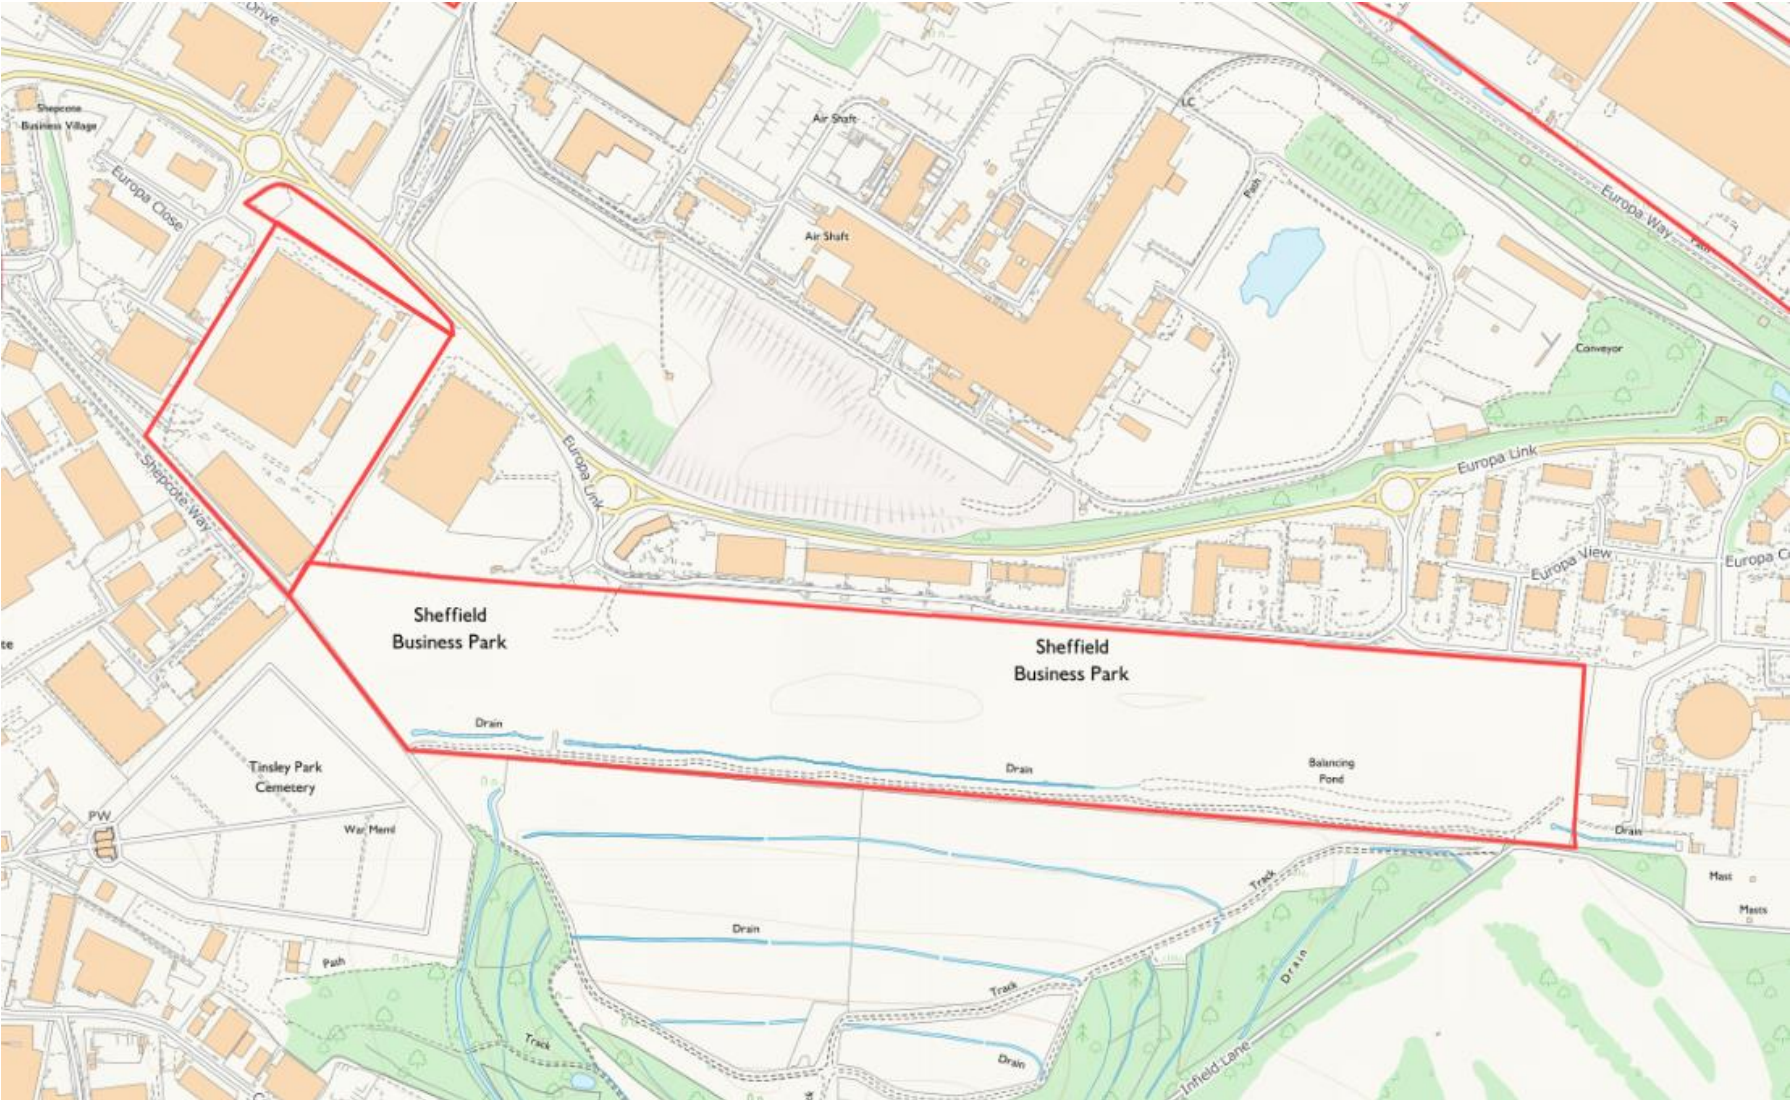 Drive
Shepcote
Business Village
Europa Close
Air Shaft
Air Shaft
LC
Path
Europa Way
Path
Conveyor
Shepcote Way
Europa Link
Europa Link
Europa View
Sheffield
Business Park
Sheffield
Business Park
Drain
Drain
Balancing
Pond
Tinsley Park
Cemetery
PW
War Meml
Drain
Mast
Masts
Track
Drain
Path
Track
Drain
Track
Drain
Infield Lane